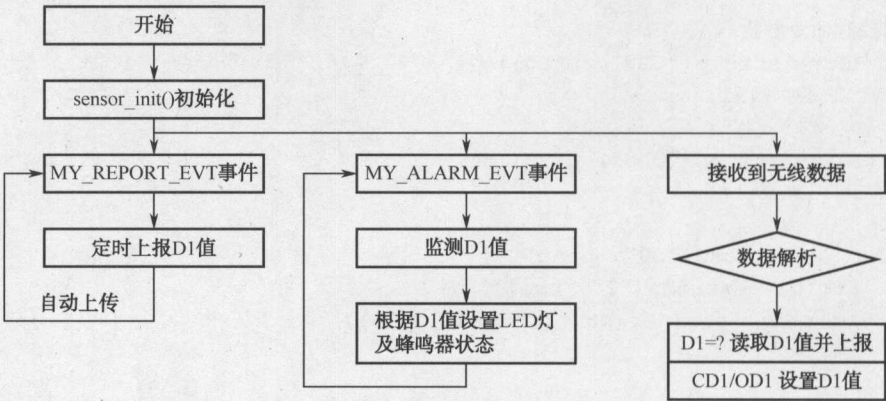 开始
sensor_init()初始化
MY_REPORT_EVT事件
MY_ALARM_EVT事件
接收到无线数据
定时上报D1值
监测D1值
数据解析
自动上传
根据D1值设置LED灯
及蜂鸣器状态
D1=? 读取D1值并上报
CD1/OD1 设置D1值